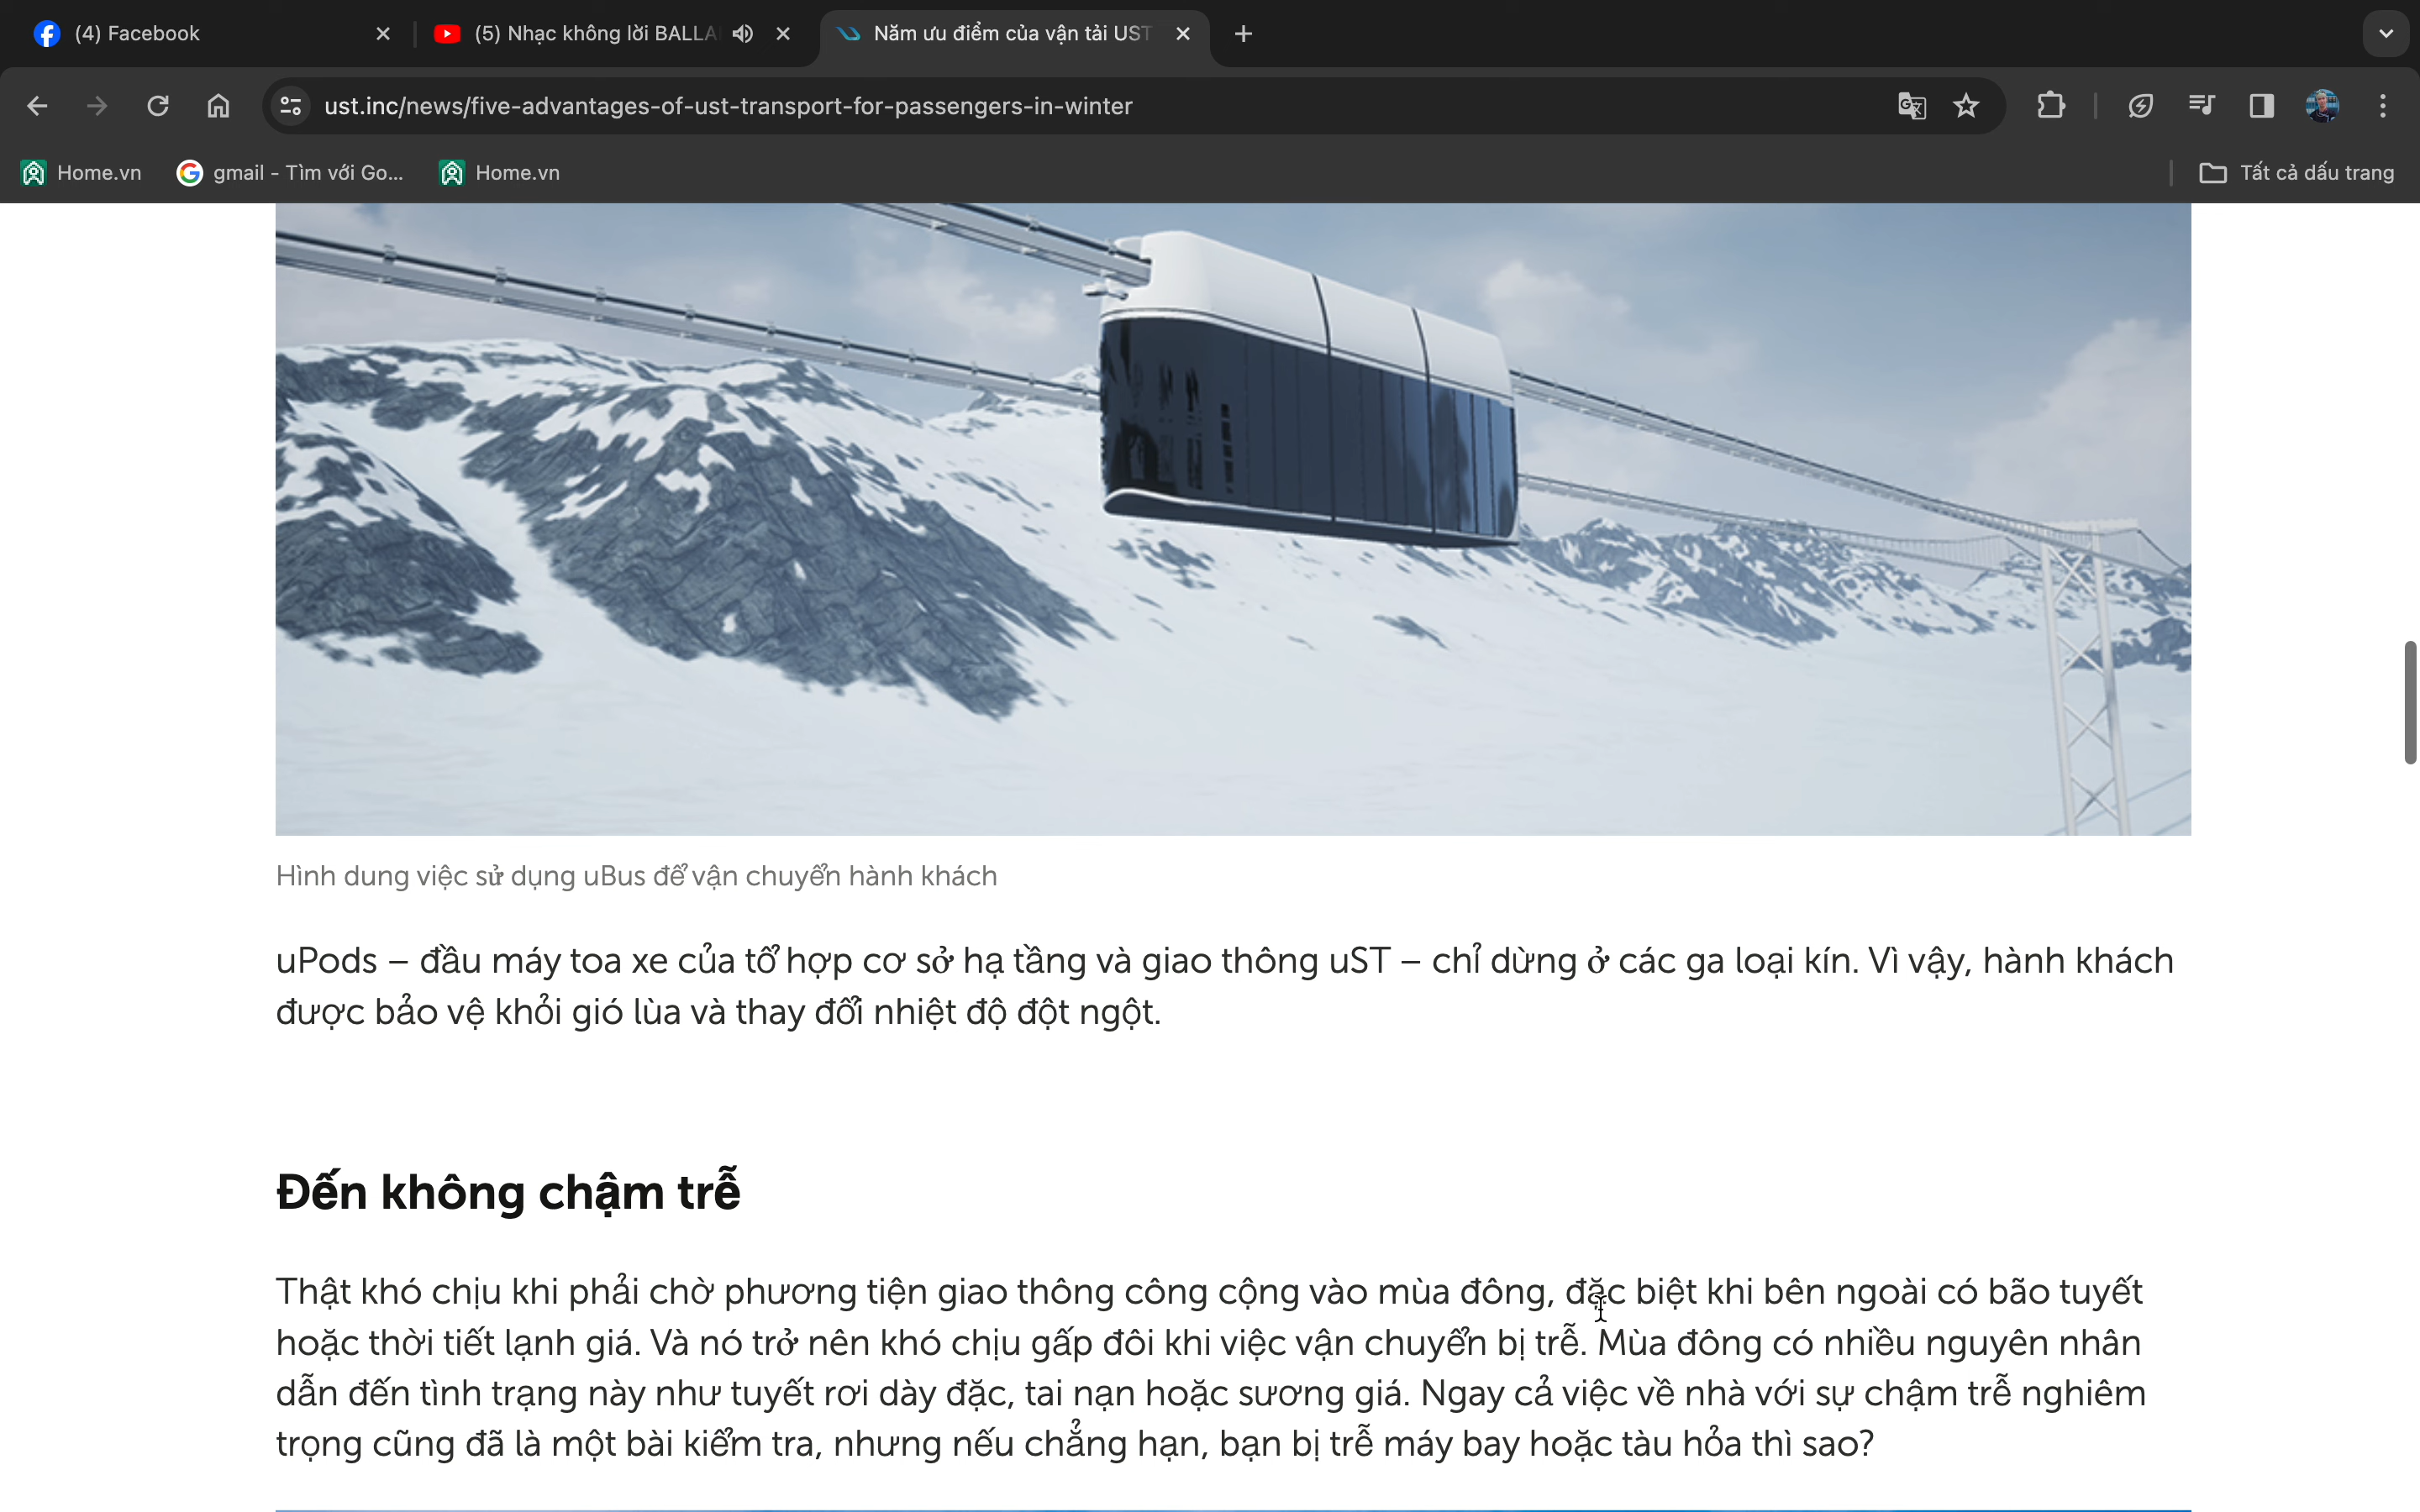 (4) Facebook
(5) Nhạc không lời BALLA
Năm ưu điểm của vận tải UST
ust.inc/news/five-advantages-of-ust-transport-for-passengers-in-winter
Home.vn
gmail - Tìm với Go...
Home.vn
Tất cả dấu trang
Hình dung việc sử dụng uBus để vận chuyển hành khách
uPods – đầu máy toa xe của tổ hợp cơ sở hạ tầng và giao thông uST – chỉ dừng ở các ga loại kín. Vì vậy, hành khách
được bảo vệ khỏi gió lùa và thay đổi nhiệt độ đột ngột.
Đến không chậm trễ
Thật khó chịu khi phải chờ phương tiện giao thông công cộng vào mùa đông, đặc biệt khi bên ngoài có bão tuyết
hoặc thời tiết lạnh giá. Và nó trở nên khó chịu gấp đôi khi việc vận chuyển bị trễ. Mùa đông có nhiều nguyên nhân
dẫn đến tình trạng này như tuyết rơi dày đặc, tai nạn hoặc sương giá. Ngay cả việc về nhà với sự chậm trễ nghiêm
trọng cũng đã là một bài kiểm tra, nhưng nếu chẳng hạn, bạn bị trễ máy bay hoặc tàu hỏa thì sao?